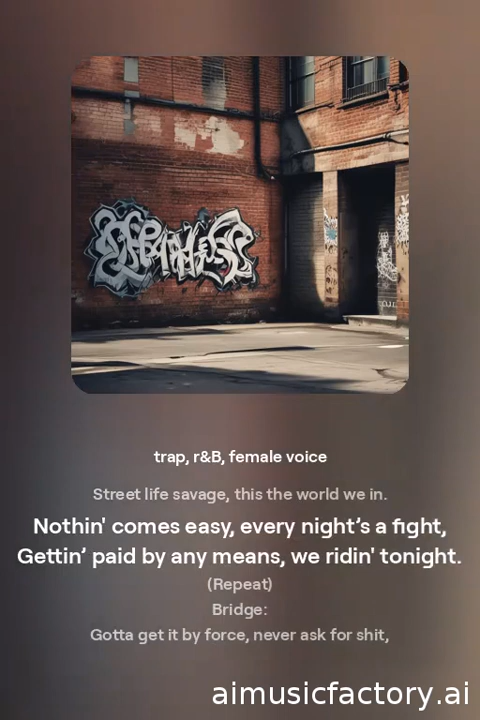 trap, r&B, female voice
Street life savage, this the world we in.
Nothin' comes easy, every night’s a fight,
Gettin’ paid by any means, we ridin' tonight.
(Repeat)
Bridge:
Gotta get it by force, never ask for shit,
aimusicfactory.ai